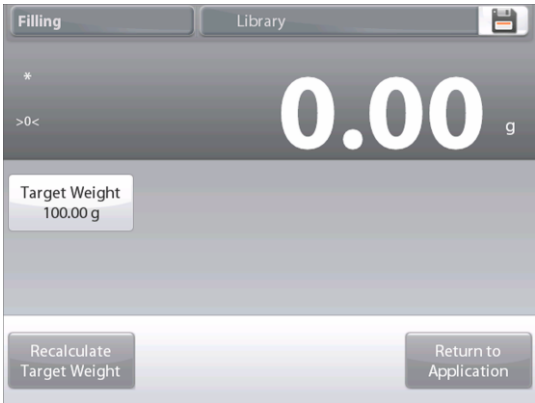 Filling
Library
*
>0<
0.00 g
Target Weight
100.00 g
Recalculate
Target Weight
Return to
Application